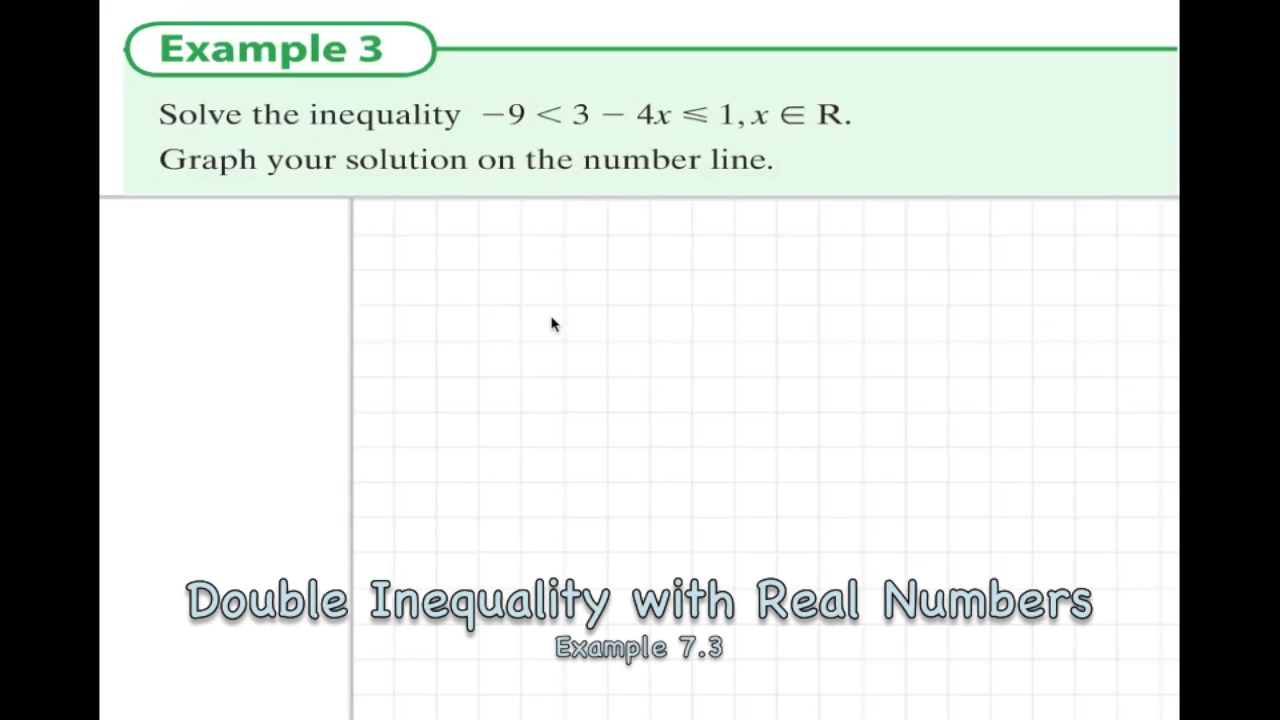 Example 3
Solve the inequality −9 < 3 − 4x ⩽ 1, x ∈ R.
Graph your solution on the number line.
Double Inequality with Real Numbers
Example 7.3